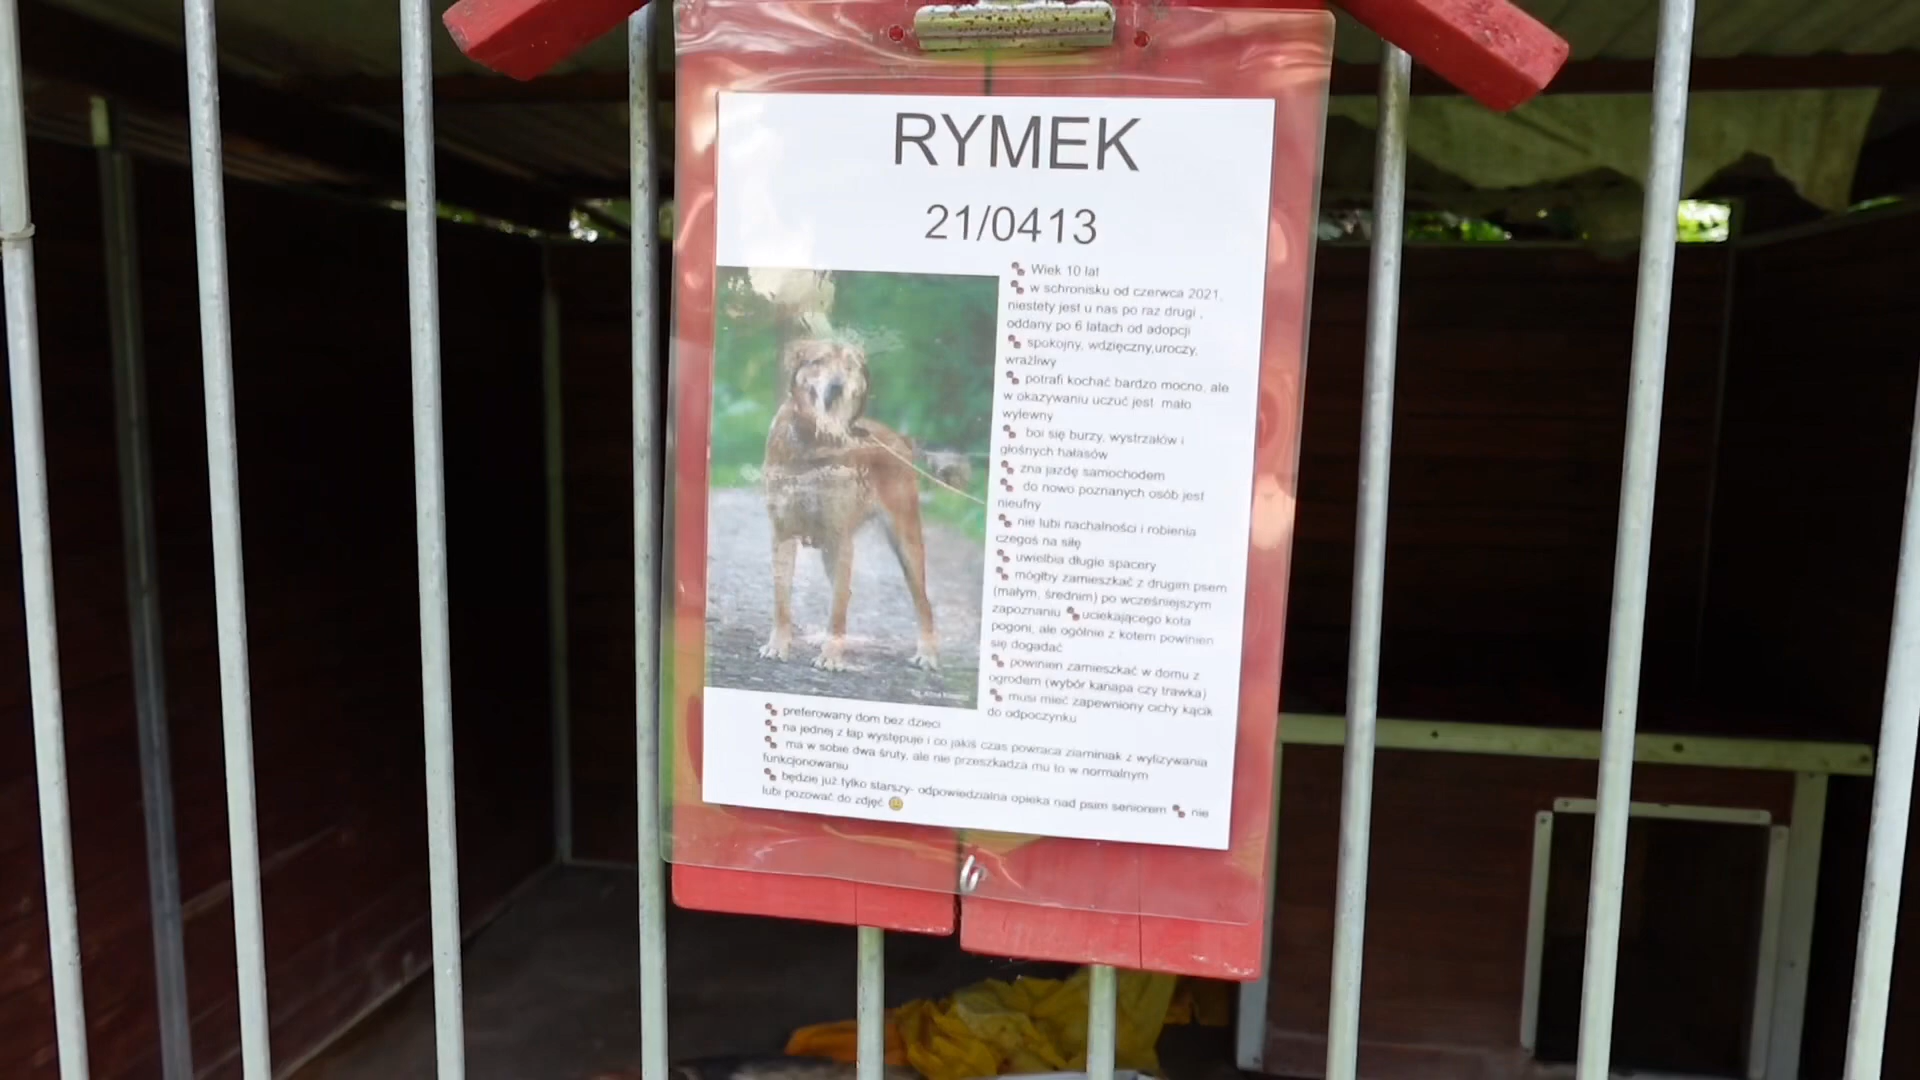 RYMEK
21/0413
Wiek 10 lat
w schronisku od czerwca 2021,
niestety jest u nas po raz drugi ,
oddany po 6 latach od adopcji
spokojny, wdzięczny,uroczy,
wrażliwy
potrafi kochać bardzo mocno, ale
w okazywaniu uczuć jest mało
wylewny
boi się burzy, wystrzałów i
głośnych hałasów
zna jazdę samochodem
do nowo poznanych osób jest
nieufny
nie lubi nachalności i robienia
czegoś na siłę
uwielbia długie spacery
mógłby zamieszkać z drugim psem
(małym, średnim) po wcześniejszym
zapoznaniu uciekającego kota
pogoni, ale ogólnie z kotem powinien
się dogadać
powinien zamieszkać w domu z
ogrodem (wybór kanapa czy trawka)
musi mieć zapewniony cichy kącik
do odpoczynku
preferowany dom bez dzieci
na jednej z łap występuje i co jakiś czas powraca ziarniniak z wylizywania
ma w sobie dwa śruty, ale nie przeszkadza mu to w normalnym
funkcjonowaniu
będzie już tylko starszy- odpowiedzialna opieka nad psim seniorem nie
lubi pozować do zdjęć 🙂